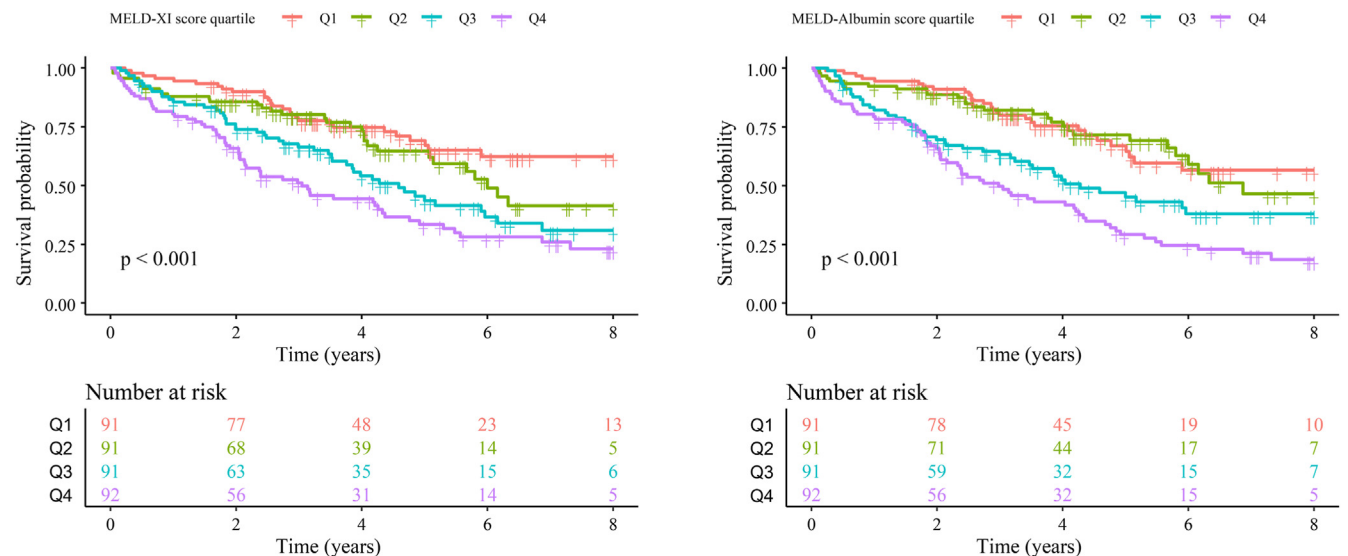 MELD-XI score quartile Q1 Q2 Q3 Q4
1.00
0.75
0.50
0.25
0.00
Survival probability
p < 0.001
0 2 4 6 8
Time (years)
Number at risk
Q1 91 77 48 23 13
Q2 91 68 39 14 5
Q3 91 63 35 15 6
Q4 92 56 31 14 5
0 2 4 6 8
Time (years)
MELD-Albumin score quartile Q1 Q2 Q3 Q4
1.00
0.75
0.50
0.25
0.00
Survival probability
p < 0.001
0 2 4 6 8
Time (years)
Number at risk
Q1 91 78 45 19 10
Q2 91 71 44 17 7
Q3 91 59 32 15 7
Q4 92 56 32 15 5
0 2 4 6 8
Time (years)